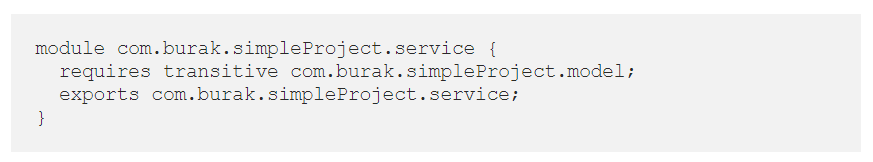 module com.burak.simpleProject.service {
requires transitive com.burak.simpleProject.model;
exports com.burak.simpleProject.service;
}